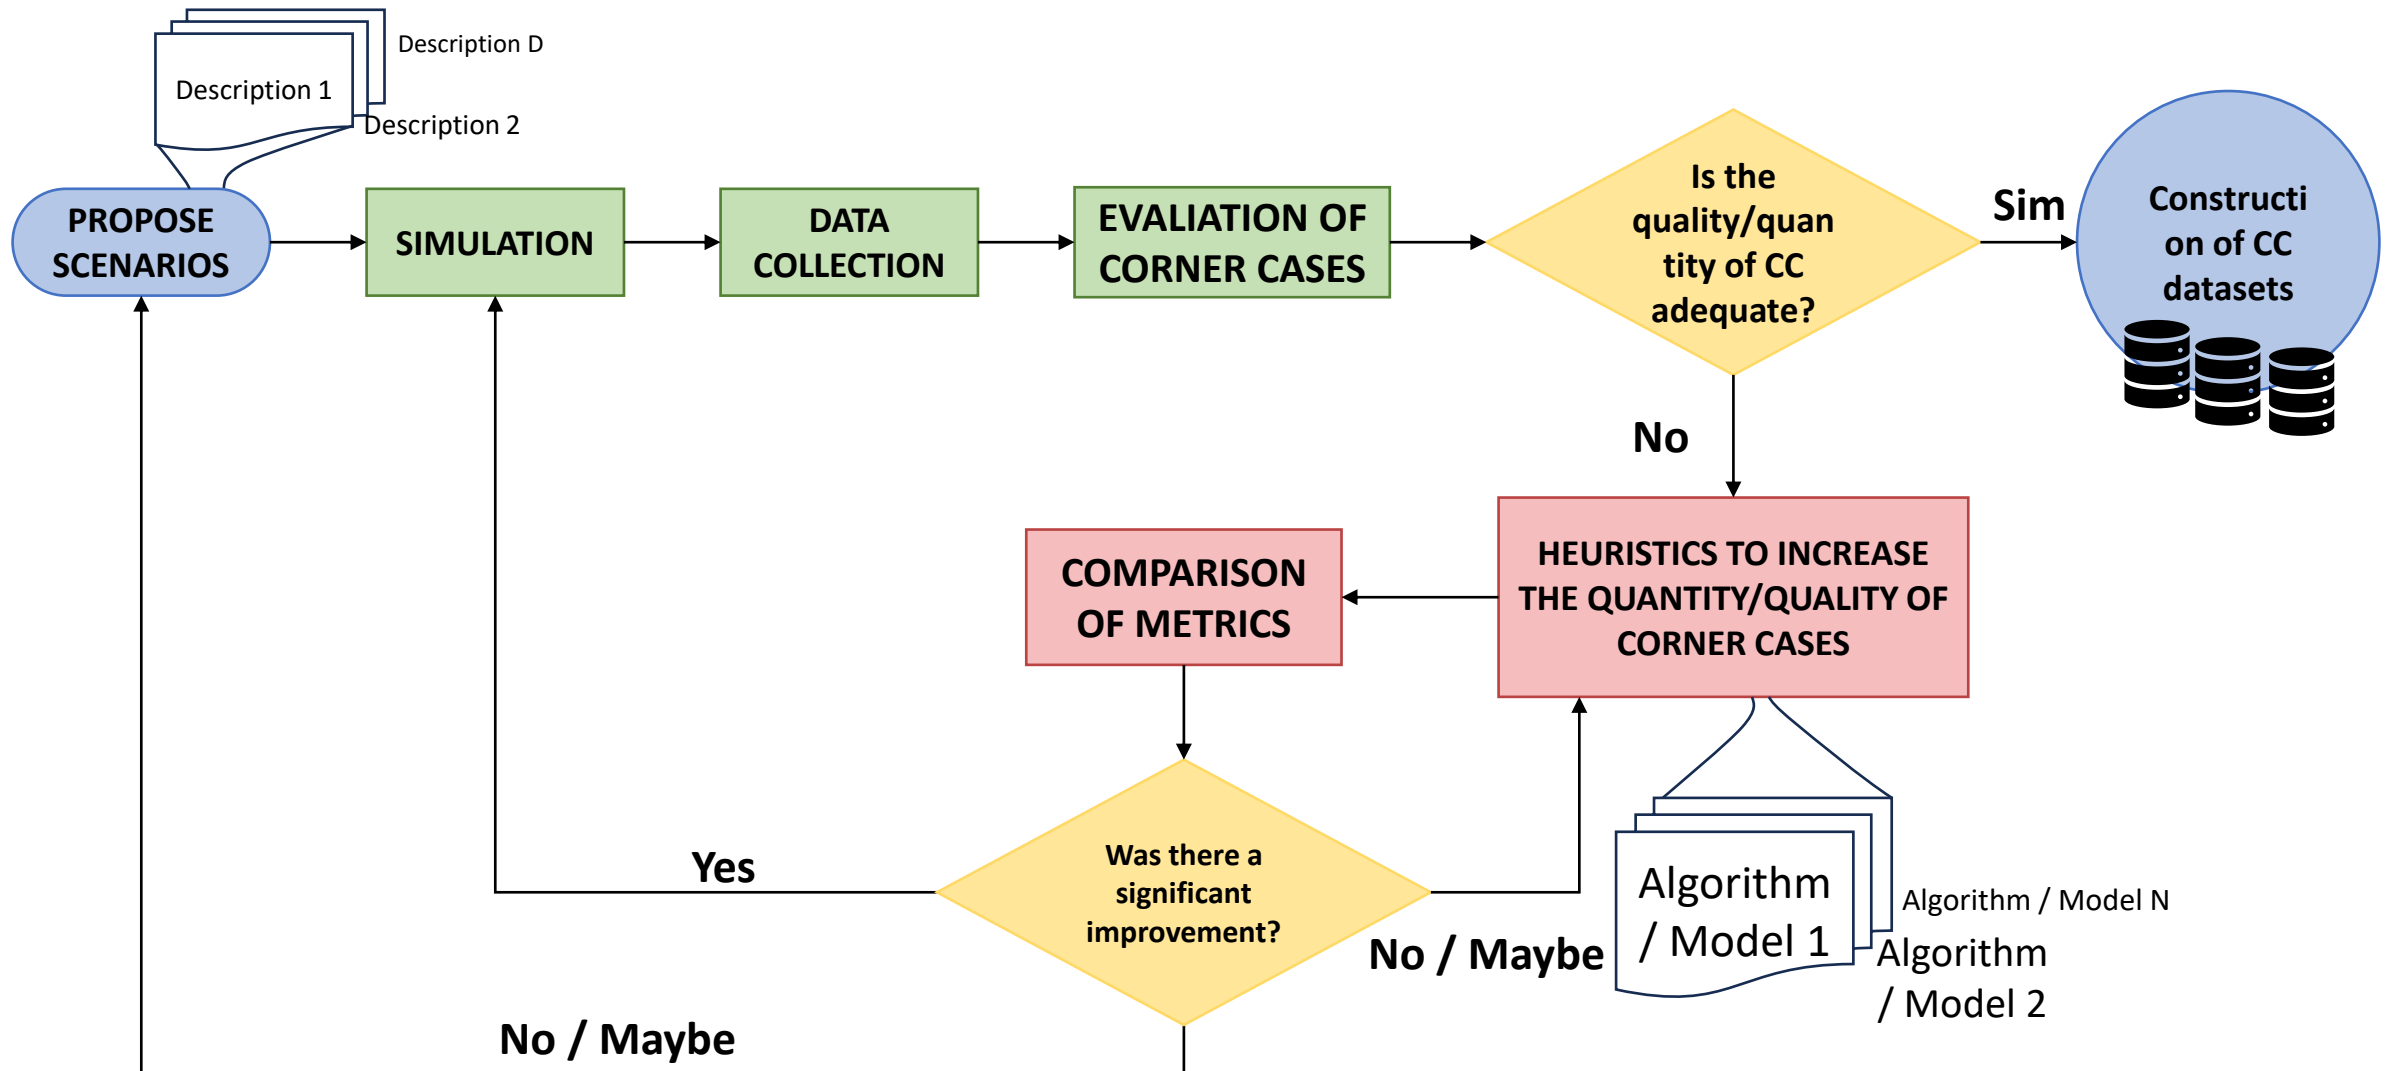 Description D
Description 1
Description 2
PROPOSE
SCENARIOS
SIMULATION
DATA
COLLECTION
EVALIATION OF
CORNER CASES
Is the
quality/quan
tity of CC
adequate?
Sim
Constructi
on of CC
datasets
No
HEURISTICS TO INCREASE
THE QUANTITY/QUALITY OF
CORNER CASES
COMPARISON
OF METRICS
Was there a
significant
improvement?
Yes
No / Maybe
No / Maybe
Algorithm
/ Model 1
Algorithm / Model N
Algorithm
/ Model 2